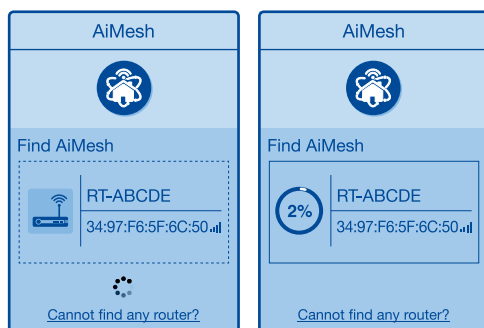 AiMesh
Find AiMesh
RT-ABCDE
34:97:F6:5F:6C:50
Cannot find any router?
AiMesh
Find AiMesh
2%
RT-ABCDE
34:97:F6:5F:6C:50
Cannot find any router?